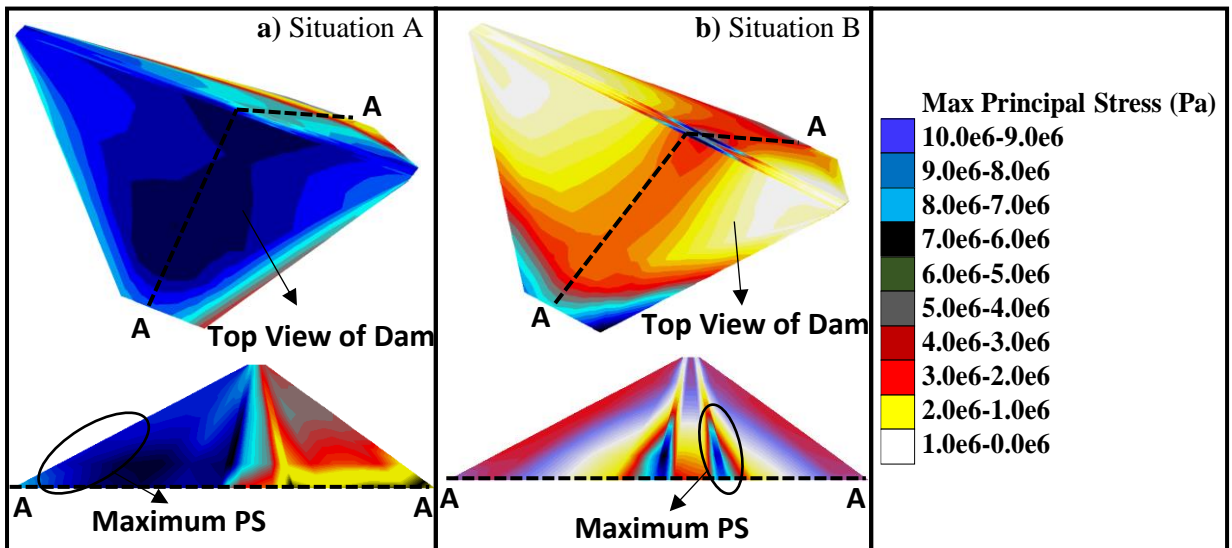 a) Situation A
A
A
Top View of Dam
A
A
Maximum PS
b) Situation B
A
A
Top View of Dam
A
A
Maximum PS
Max Principal Stress (Pa)
10.0e6-9.0e6
9.0e6-8.0e6
8.0e6-7.0e6
7.0e6-6.0e6
6.0e6-5.0e6
5.0e6-4.0e6
4.0e6-3.0e6
3.0e6-2.0e6
2.0e6-1.0e6
1.0e6-0.0e6